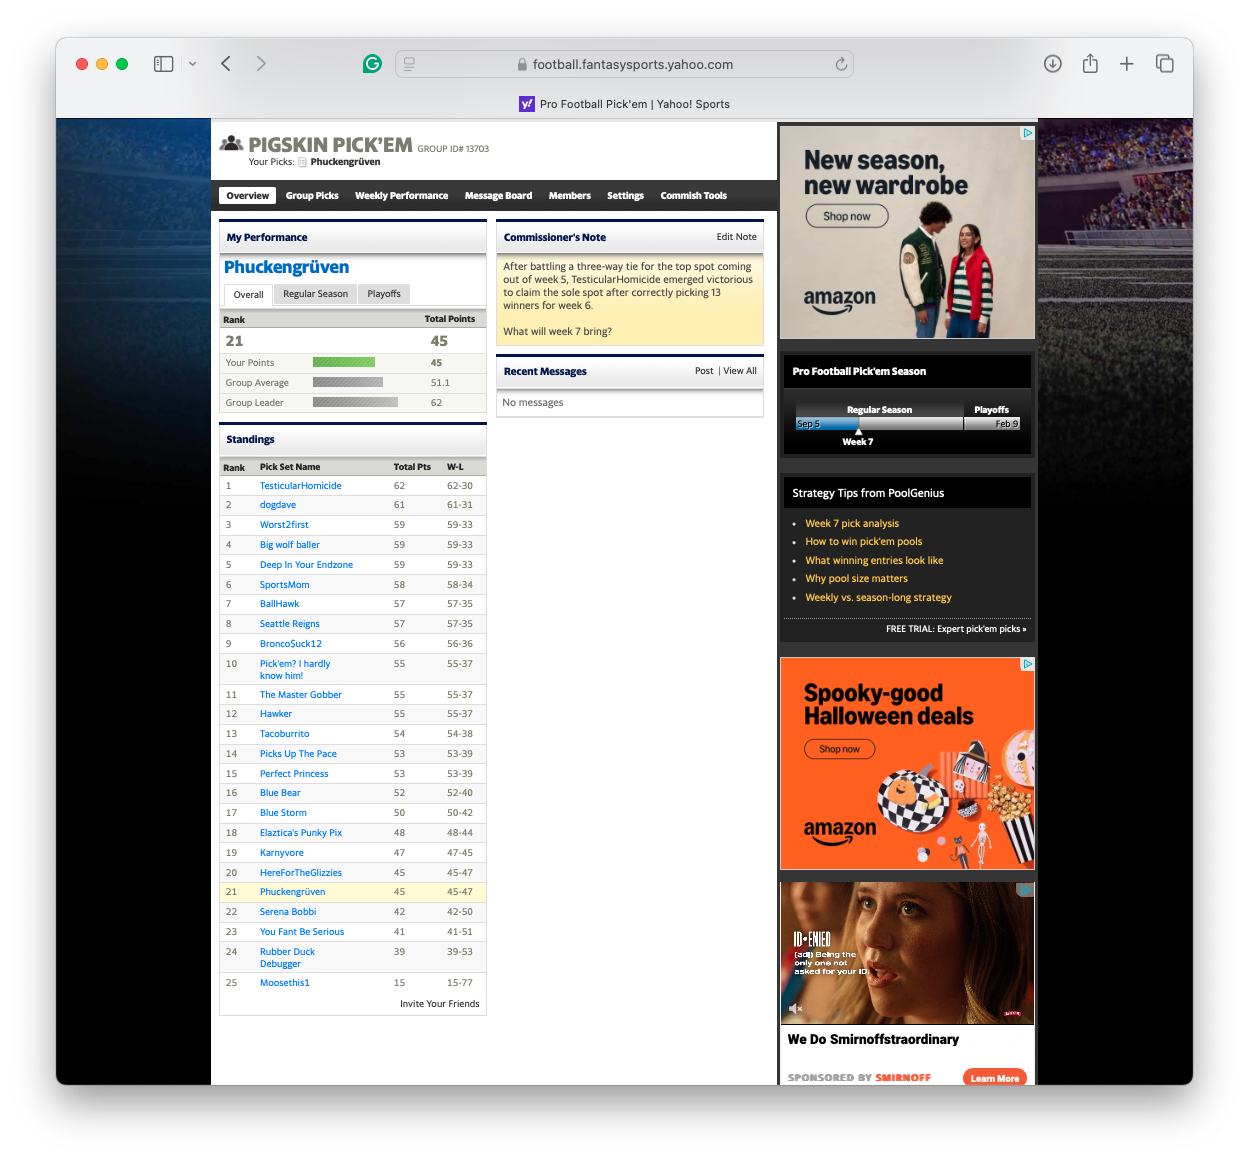 football.fantasysports.yahoo.com
y! Pro Football Pick'em | Yahoo! Sports
PIGSKIN PICK'EM GROUP ID# 13703
Your Picks: Phuckengrüven
Overview Group Picks Weekly Performance Message Board Members Settings Commish Tools
My Performance
Phuckengrüven
Overall Regular Season Playoffs
Rank Total Points
21 45
Your Points 45
Group Average 51.1
Group Leader 62
Standings
Rank Pick Set Name Total Pts W-L
1 TesticularHomicide 62 62-30
2 dogdave 61 61-31
3 Worst2first 59 59-33
4 Big wolf baller 59 59-33
5 Deep In Your Endzone 59 59-33
6 SportsMom 58 58-34
7 BallHawk 57 57-35
8 Seattle Reigns 57 57-35
9 Bronco$uck12 56 56-36
10 Pick'em? I hardly 55 55-37
know him!
11 The Master Gobber 55 55-37
12 Hawker 55 55-37
13 Tacoburrito 54 54-38
14 Picks Up The Pace 53 53-39
15 Perfect Princess 53 53-39
16 Blue Bear 52 52-40
17 Blue Storm 50 50-42
18 Elaztica's Punky Pix 48 48-44
19 Karnyvore 47 47-45
20 HereForTheGlizzies 45 45-47
21 Phuckengrüven 45 45-47
22 Serena Bobbi 42 42-50
23 You Fant Be Serious 41 41-51
24 Rubber Duck 39 39-53
Debugger
25 Moosethis1 15 15-77
Invite Your Friends
Commissioner's Note Edit Note
After battling a three-way tie for the top spot coming
out of week 5, TesticularHomicide emerged victorious
to claim the sole spot after correctly picking 13
winners for week 6.
What will week 7 bring?
Recent Messages Post | View All
No messages
New season,
new wardrobe
Shop now
amazon
Pro Football Pick'em Season
Regular Season Playoffs
Sep 5 Feb 9
Week 7
Strategy Tips from PoolGenius
• Week 7 pick analysis
• How to win pick'em pools
• What winning entries look like
• Why pool size matters
• Weekly vs. season-long strategy
FREE TRIAL: Expert pick'em picks »
Spooky-good
Halloween deals
Shop now
amazon
ID•ENIED
(adj) Being the
only one not
asked for your ID.
We Do Smirnoffstraordinary
SPONSORED BY SMIRNOFF
Learn More